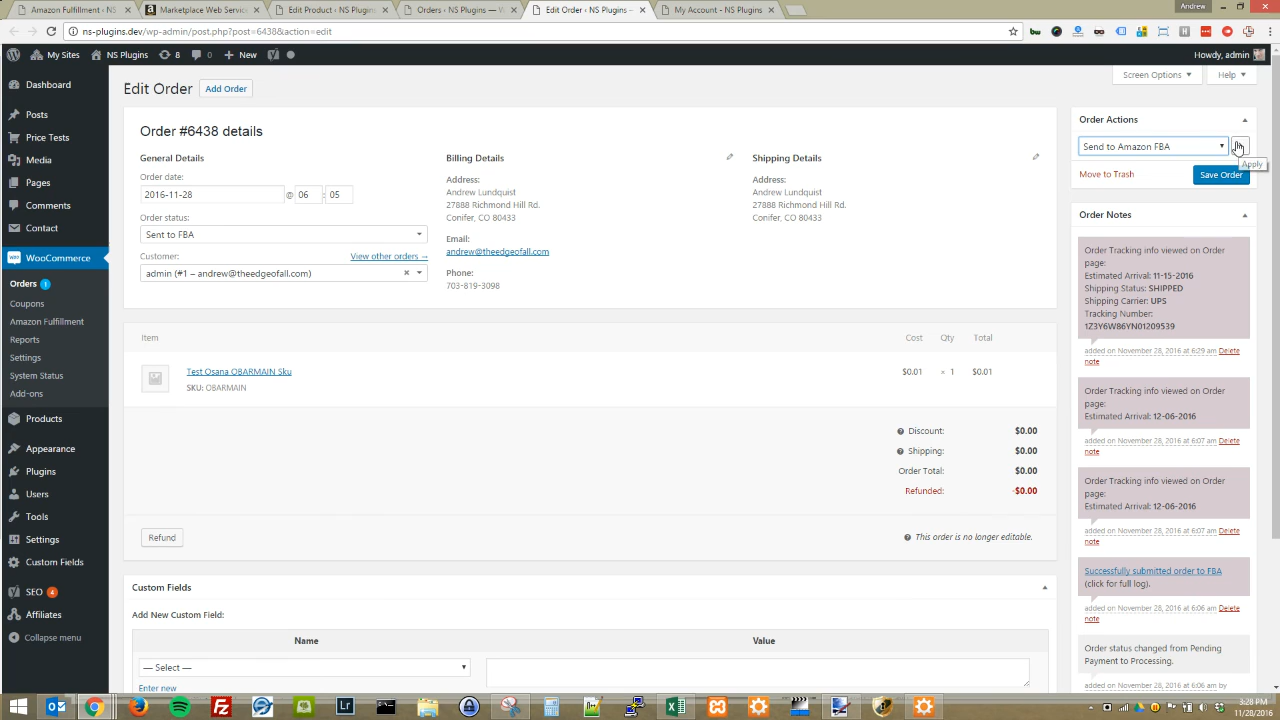 Amazon Fulfillment ‹ NS
Marketplace Web Servic
Edit Product ‹ NS Plugins
Orders ‹ NS Plugins — W
Edit Order ‹ NS Plugins –
My Account - NS Plugins
Andrew
ns-plugins.dev/wp-admin/post.php?post=6438&action=edit
My Sites
NS Plugins
8
0
New
Howdy, admin
Screen Options
Help
Dashboard
Posts
Price Tests
Media
Pages
Comments
Contact
WooCommerce
Orders 1
Coupons
Amazon Fulfillment
Reports
Settings
System Status
Add-ons
Products
Appearance
Plugins
Users
Tools
Settings
Custom Fields
SEO 4
Affiliates
Collapse menu
Edit Order
Add Order
Order #6438 details
General Details
Order date:
2016-11-28 @ 06 : 05
Order status:
Sent to FBA
Customer:
View other orders →
admin (#1 – andrew@theedgeofall.com)
Billing Details
Address:
Andrew Lundquist
27888 Richmond Hill Rd.
Conifer, CO 80433
Email:
andrew@theedgeofall.com
Phone:
703-819-3098
Shipping Details
Address:
Andrew Lundquist
27888 Richmond Hill Rd.
Conifer, CO 80433
Item
Cost
Qty
Total
Test Osana OBARMAIN Sku
SKU: OBARMAIN
$0.01
× 1
$0.01
Discount: $0.00
Shipping: $0.00
Order Total: $0.00
Refunded: -$0.00
Refund
This order is no longer editable.
Custom Fields
Add New Custom Field:
Name
Value
— Select —
Enter new
Order Actions
Send to Amazon FBA
Apply
Move to Trash
Save Order
Order Notes
Order Tracking info viewed on Order
page:
Estimated Arrival: 11-15-2016
Shipping Status: SHIPPED
Shipping Carrier: UPS
Tracking Number:
1Z3Y6W86YN01209539
added on November 28, 2016 at 6:29 am Delete
note
Order Tracking info viewed on Order
page:
Estimated Arrival: 12-06-2016
added on November 28, 2016 at 6:07 am Delete
note
Order Tracking info viewed on Order
page:
Estimated Arrival: 12-06-2016
added on November 28, 2016 at 6:07 am Delete
note
Successfully submitted order to FBA
(click for full log).
added on November 28, 2016 at 6:06 am Delete
note
Order status changed from Pending
Payment to Processing.
added on November 28, 2016 at 6:06 am by
3:28 PM
11/28/2016